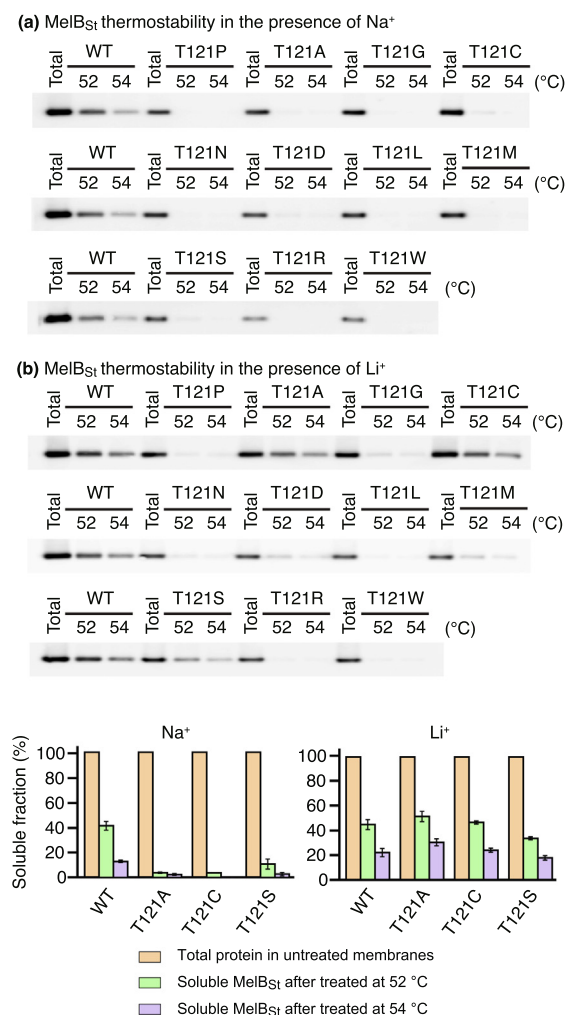 (a) MelBSt thermostability in the presence of Na+
WT T121P T121A T121G T121C
Total 52 54 Total 52 54 Total 52 54 Total 52 54 Total 52 54 (°C)
WT T121N T121D T121L T121M
Total 52 54 Total 52 54 Total 52 54 Total 52 54 Total 52 54 (°C)
WT T121S T121R T121W
Total 52 54 Total 52 54 Total 52 54 Total 52 54 (°C)
(b) MelBSt thermostability in the presence of Li+
WT T121P T121A T121G T121C
Total 52 54 Total 52 54 Total 52 54 Total 52 54 Total 52 54 (°C)
WT T121N T121D T121L T121M
Total 52 54 Total 52 54 Total 52 54 Total 52 54 Total 52 54 (°C)
WT T121S T121R T121W
Total 52 54 Total 52 54 Total 52 54 Total 52 54 (°C)
Soluble fraction (%)
Na+
100
80
60
40
20
0
WT T121A T121C T121S
Li+
100
80
60
40
20
0
WT T121A T121C T121S
Total protein in untreated membranes
Soluble MelBSt after treated at 52 °C
Soluble MelBSt after treated at 54 °C